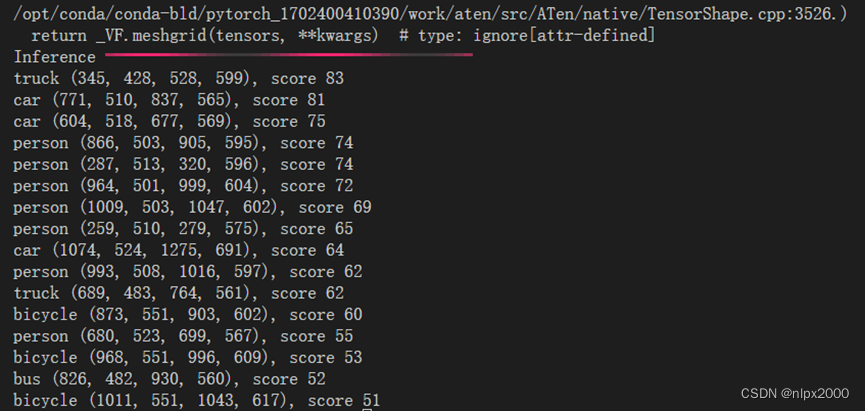 /opt/conda/conda-bld/pytorch_1702400410390/work/aten/src/ATen/native/TensorShape.cpp:3526.)
  return _VF.meshgrid(tensors, **kwargs)  # type: ignore[attr-defined]
Inference
truck (345, 428, 528, 599), score 83
car (771, 510, 837, 565), score 81
car (604, 518, 677, 569), score 75
person (866, 503, 905, 595), score 74
person (287, 513, 320, 596), score 74
person (964, 501, 999, 604), score 72
person (1009, 503, 1047, 602), score 69
person (259, 510, 279, 575), score 65
car (1074, 524, 1275, 691), score 64
person (993, 508, 1016, 597), score 62
truck (689, 483, 764, 561), score 62
bicycle (873, 551, 903, 602), score 60
person (680, 523, 699, 567), score 55
bicycle (968, 551, 996, 609), score 53
bus (826, 482, 930, 560), score 52
bicycle (1011, 551, 1043, 617), score 51
CSDN @nlpx2000